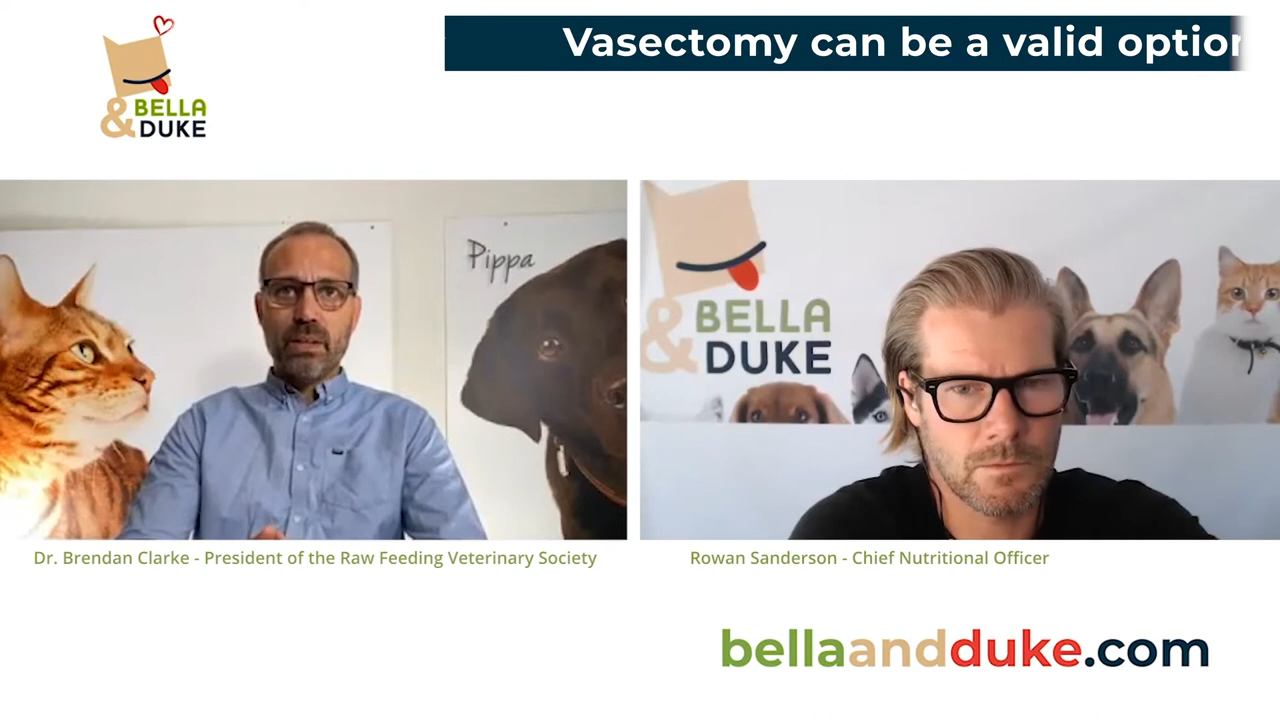 Vasectomy can be a valid option
& BELLA
DUKE
Pippa
& BELLA
DUKE
Dr. Brendan Clarke - President of the Raw Feeding Veterinary Society
Rowan Sanderson - Chief Nutritional Officer
bellaandduke.com